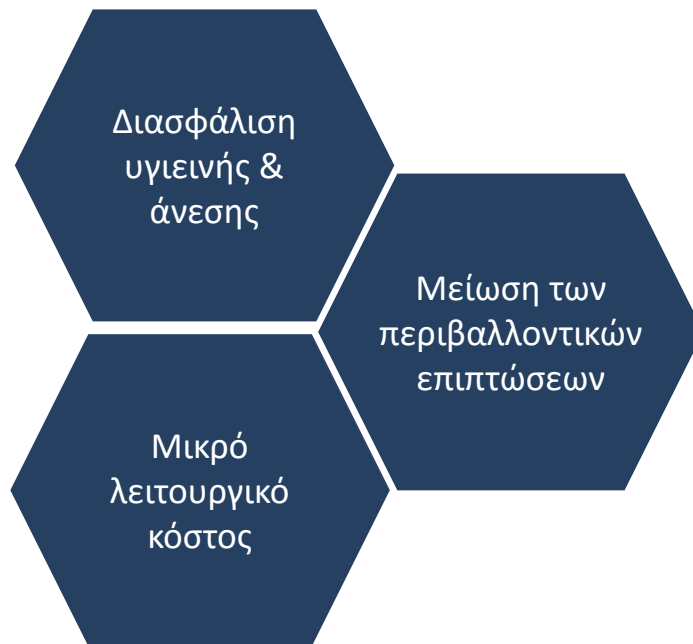 Διασφάλιση
υγιεινής &
άνεσης
Μείωση των
περιβαλλοντικών
επιπτώσεων
Μικρό
λειτουργικό
κόστος